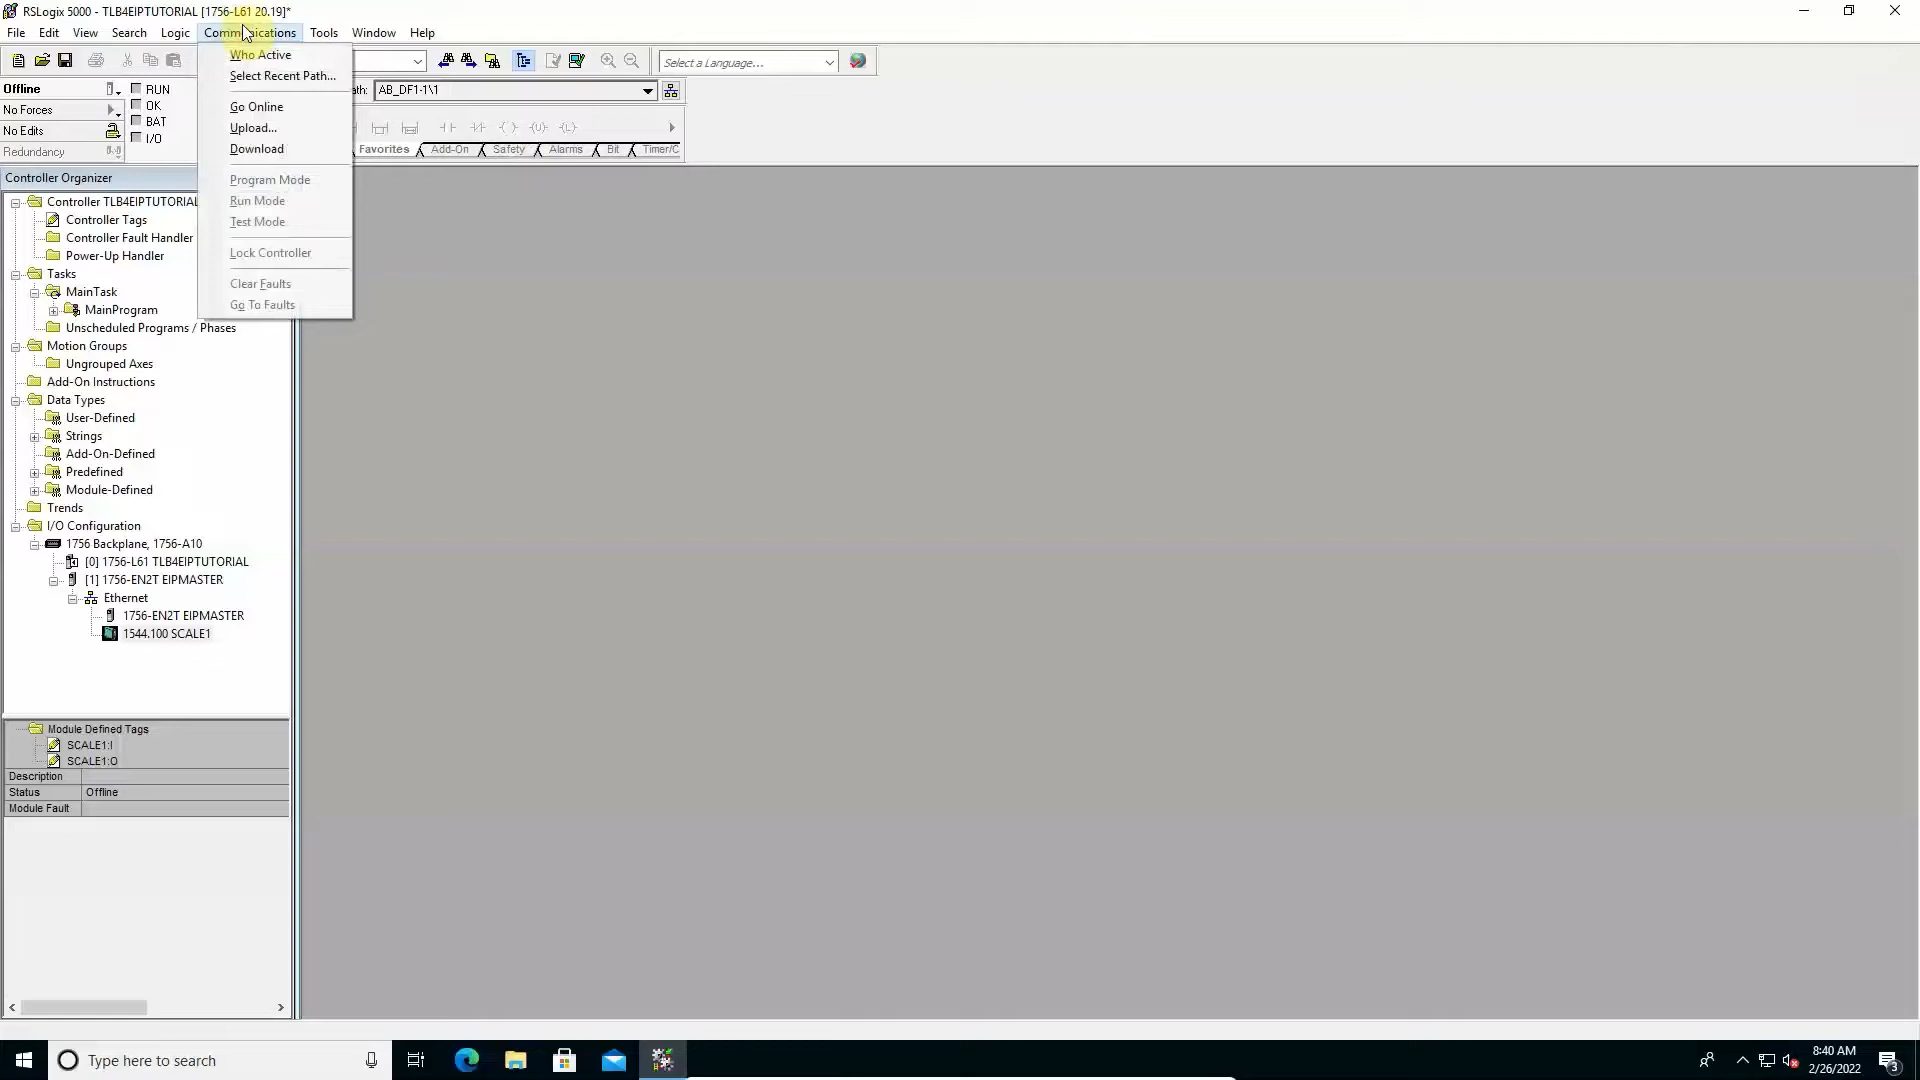 RSLogix 5000 - TLB4EIPTUTORIAL [1756-L61 20.19]*
File Edit View Search Logic Communications Tools Window Help
Select a Language...
Who Active
Select Recent Path...
Go Online
Upload...
Download
Program Mode
Run Mode
Test Mode
Lock Controller
Clear Faults
Go To Faults
Offline
RUN
No Forces
OK
No Edits
BAT
Redundancy
I/O
ath: AB_DF1-1\1
Favorites Add-On Safety Alarms Bit Timer/C
Controller Organizer
Controller TLB4EIPTUTORIAL
Controller Tags
Controller Fault Handler
Power-Up Handler
Tasks
MainTask
MainProgram
Unscheduled Programs / Phases
Motion Groups
Ungrouped Axes
Add-On Instructions
Data Types
User-Defined
Strings
Add-On-Defined
Predefined
Module-Defined
Trends
I/O Configuration
1756 Backplane, 1756-A10
[0] 1756-L61 TLB4EIPTUTORIAL
[1] 1756-EN2T EIPMASTER
Ethernet
1756-EN2T EIPMASTER
1544.100 SCALE1
Module Defined Tags
SCALE1:I
SCALE1:O
Description
Status Offline
Module Fault
Type here to search
8:40 AM
2/26/2022
3